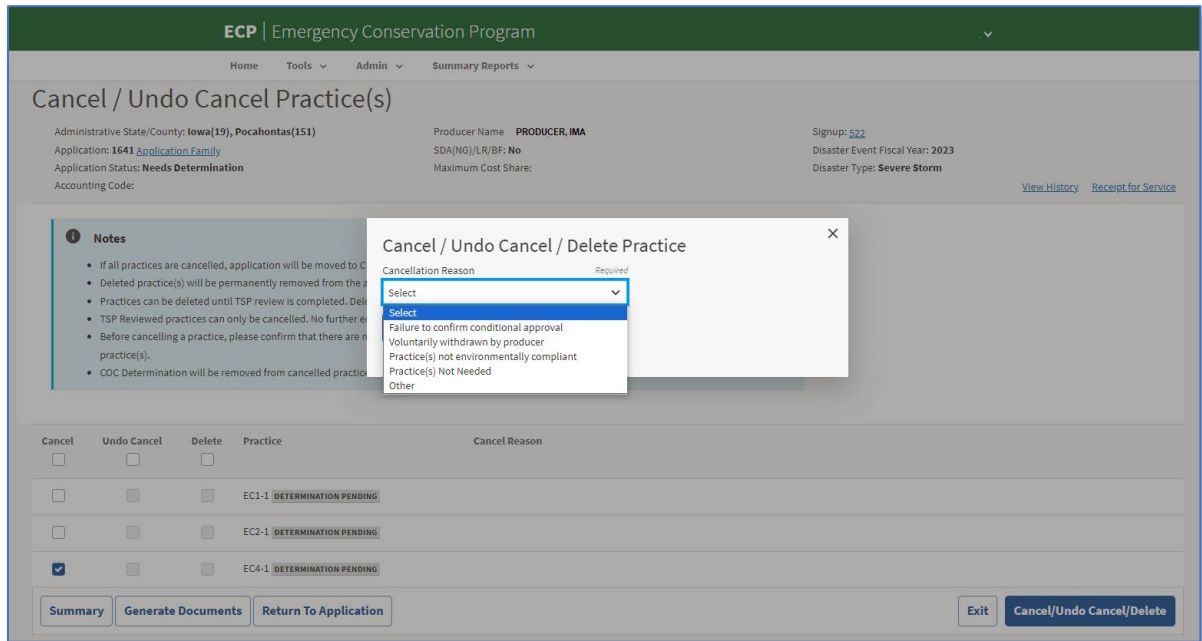 ECP | Emergency Conservation Program
Home Tools Admin Summary Reports
Cancel / Undo Cancel Practice(s)
Administrative State/County: Iowa(19), Pocahontas(151) Producer Name PRODUCER, IMA Signup: 522
Application: 1641 Application Family SDA(NG)/LR/BF: No Disaster Event Fiscal Year: 2023
Application Status: Needs Determination Maximum Cost Share: Disaster Type: Severe Storm
Accounting Code: View History Receipt for Service
Notes
• If all practices are cancelled, application will be moved to
• Deleted practice(s) will be permanently removed from the
• Practices can be deleted until TSP review is completed.
• TSP Reviewed practices can only be cancelled. No further
• Before cancelling a practice, please confirm that there are
practice(s).
• COC Determination will be removed from cancelled
Cancel / Undo Cancel / Delete Practice
Cancellation Reason Required
Select
Select
Failure to confirm conditional approval
Voluntarily withdrawn by producer
Practice(s) not environmentally compliant
Practice(s) Not Needed
Other
Cancel Undo Cancel Delete Practice Cancel Reason
EC1-1 DETERMINATION PENDING
EC2-1 DETERMINATION PENDING
EC4-1 DETERMINATION PENDING
Summary Generate Documents Return To Application Exit Cancel/Undo Cancel/Delete